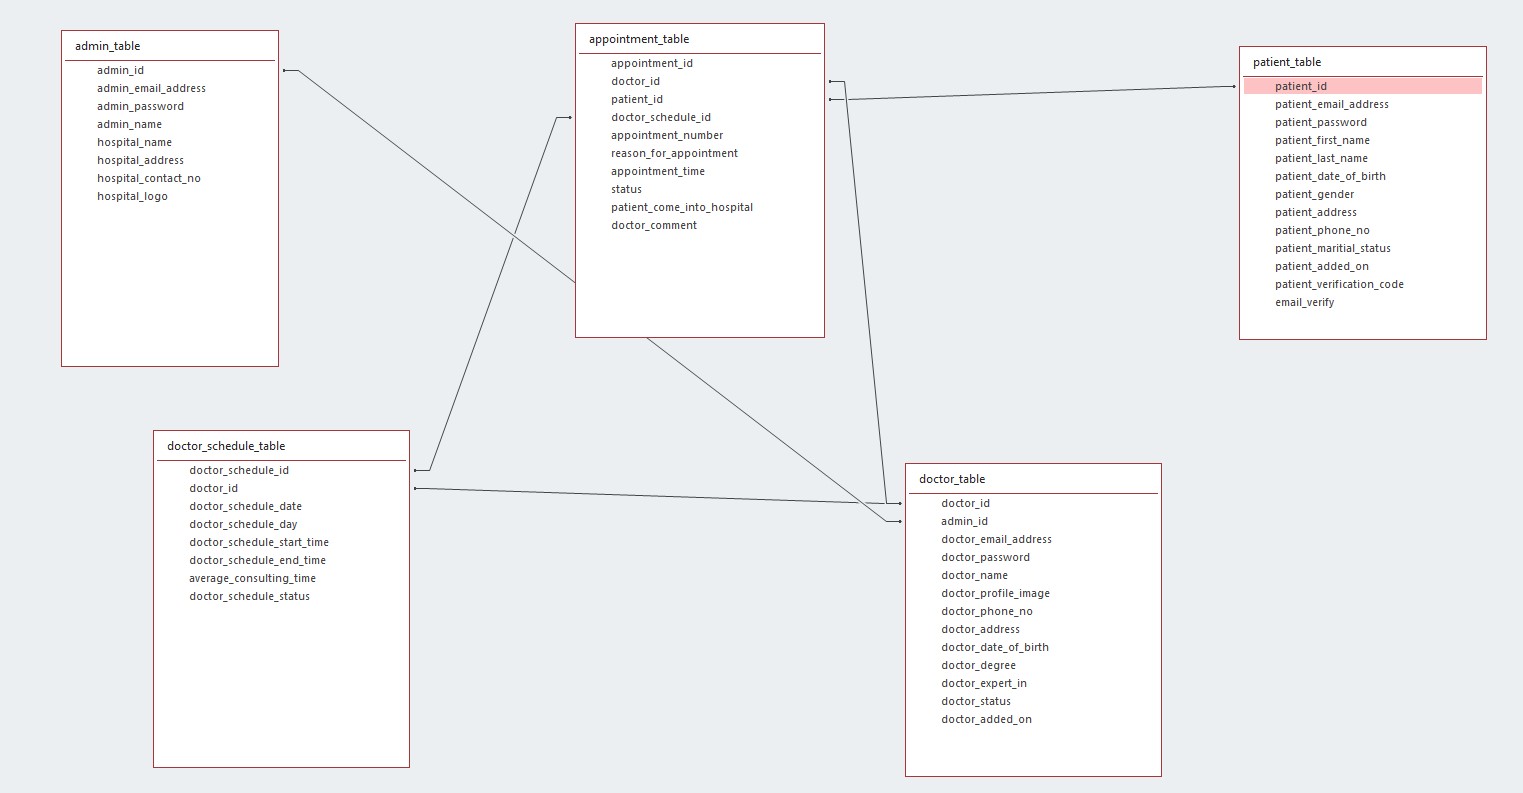 admin_table
admin_id
admin_email_address
admin_password
admin_name
hospital_name
hospital_address
hospital_contact_no
hospital_logo
appointment_table
appointment_id
doctor_id
patient_id
doctor_schedule_id
appointment_number
reason_for_appointment
appointment_time
status
patient_come_into_hospital
doctor_comment
patient_table
patient_id
patient_email_address
patient_password
patient_first_name
patient_last_name
patient_date_of_birth
patient_gender
patient_address
patient_phone_no
patient_maritial_status
patient_added_on
patient_verification_code
email_verify
doctor_schedule_table
doctor_schedule_id
doctor_id
doctor_schedule_date
doctor_schedule_day
doctor_schedule_start_time
doctor_schedule_end_time
average_consulting_time
doctor_schedule_status
doctor_table
doctor_id
admin_id
doctor_email_address
doctor_password
doctor_name
doctor_profile_image
doctor_phone_no
doctor_address
doctor_date_of_birth
doctor_degree
doctor_expert_in
doctor_status
doctor_added_on